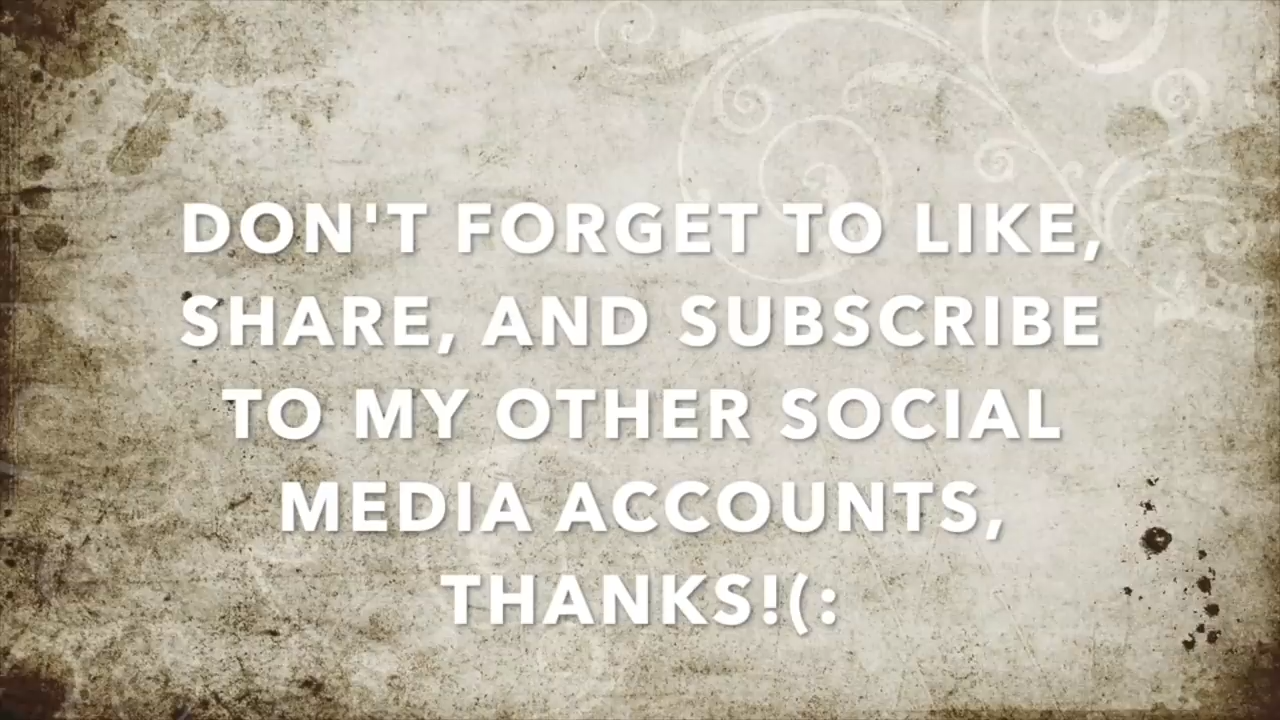 DON'T FORGET TO LIKE,
SHARE, AND SUBSCRIBE
TO MY OTHER SOCIAL
MEDIA ACCOUNTS,
THANKS!(: